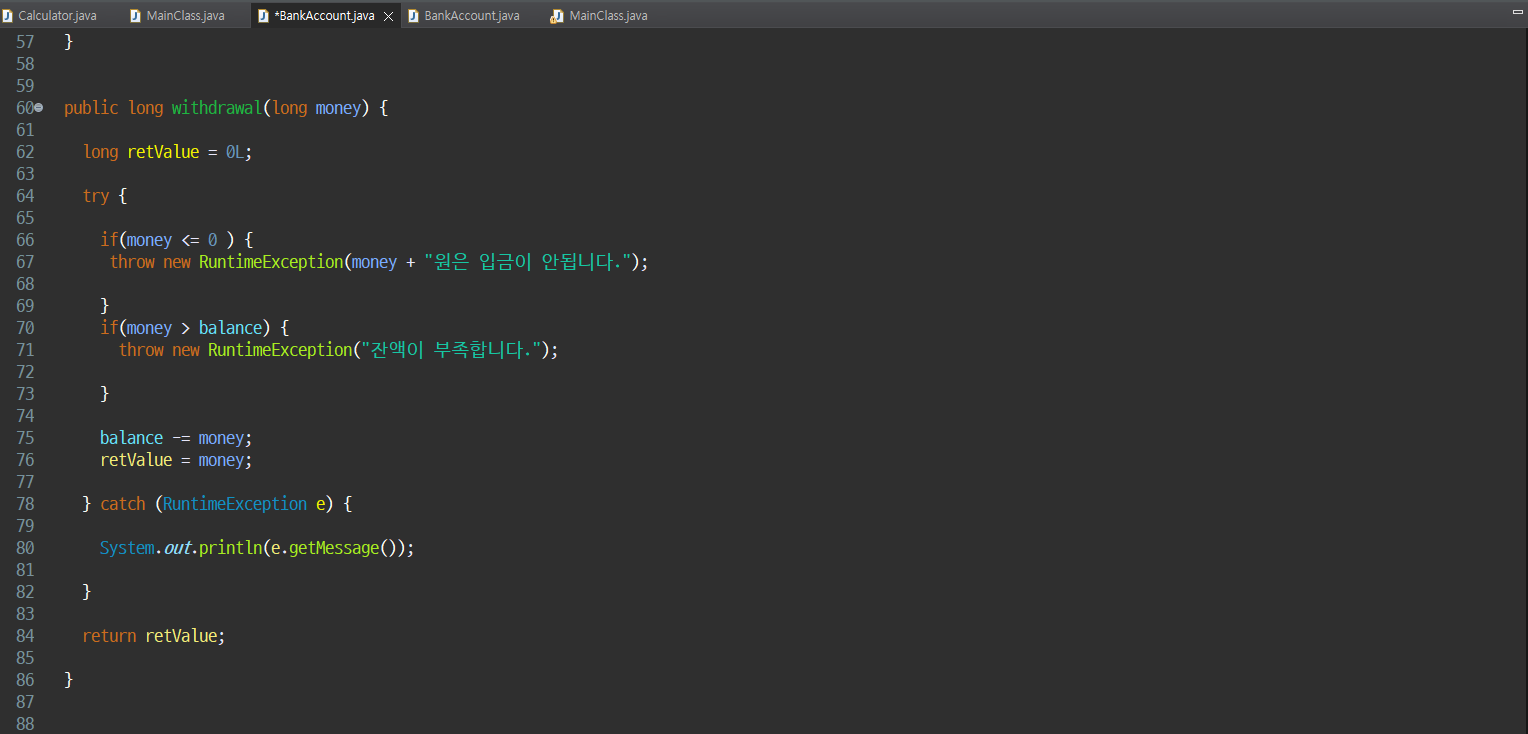 Calculator.java MainClass.java *BankAccount.java BankAccount.java MainClass.java
57 }
58
59
60 public long withdrawal(long money) {
61
62 long retValue = 0L;
63
64 try {
65
66 if(money <= 0 ) {
67 throw new RuntimeException(money + "원은 입금이 안됩니다.");
68
69 }
70 if(money > balance) {
71 throw new RuntimeException("잔액이 부족합니다.");
72
73 }
74
75 balance -= money;
76 retValue = money;
77
78 } catch (RuntimeException e) {
79
80 System.out.println(e.getMessage());
81
82 }
83
84 return retValue;
85
86 }
87
88